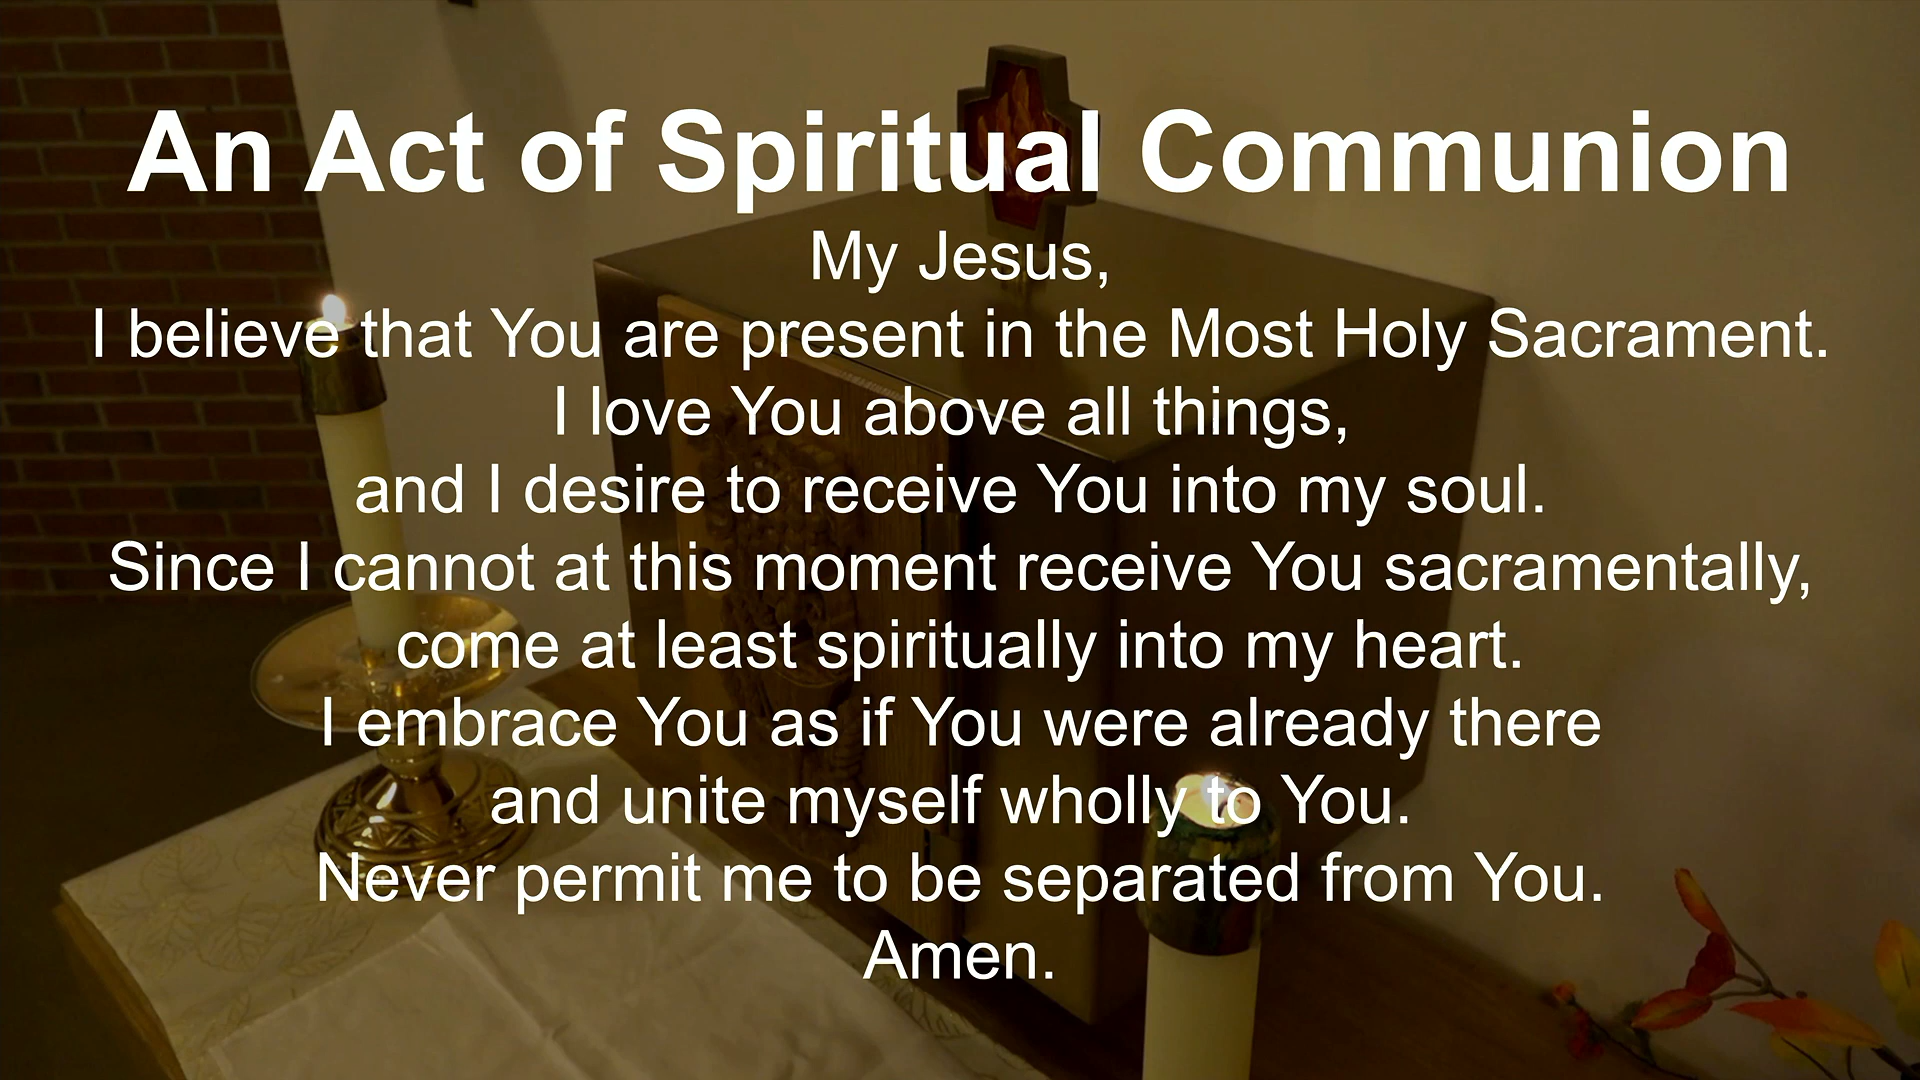 An Act of Spiritual Communion
My Jesus,
I believe that You are present in the Most Holy Sacrament.
I love You above all things,
and I desire to receive You into my soul.
Since I cannot at this moment receive You sacramentally,
come at least spiritually into my heart.
I embrace You as if You were already there
and unite myself wholly to You.
Never permit me to be separated from You.
Amen.